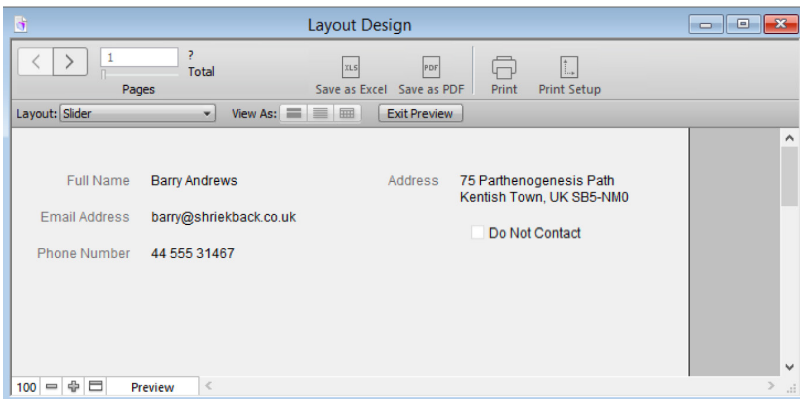 Layout Design
1
?
Total
Pages
XLS
PDF
Save as Excel Save as PDF Print Print Setup
Layout: Slider View As: Exit Preview
Full Name Barry Andrews Address 75 Parthenogenesis Path
Kentish Town, UK SB5-NM0
Email Address barry@shriekback.co.uk
Do Not Contact
Phone Number 44 555 31467
100 Preview